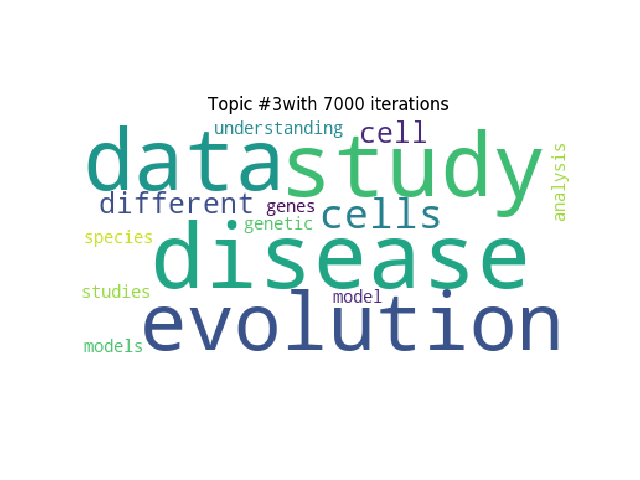 Topic #3with 7000 iterations
understanding
cell
data
study
analysis
different
genes
cells
genetic
species
disease
studies
model
evolution
models